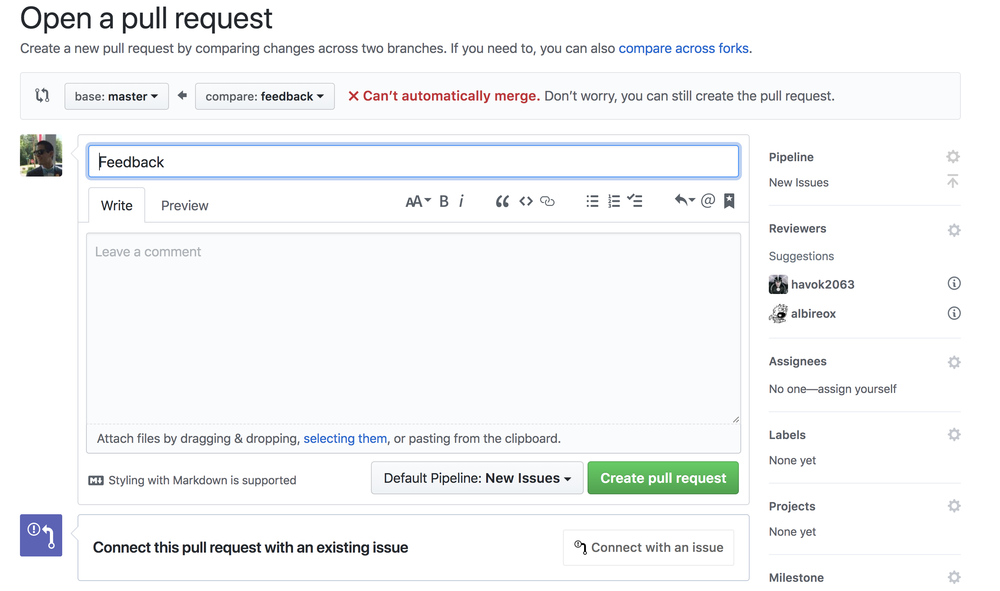 Open a pull request
Create a new pull request by comparing changes across two branches. If you need to, you can also compare across forks.
base: master
compare: feedback
Can’t automatically merge. Don’t worry, you can still create the pull request.
Feedback
Write
Preview
AA B i
@
Leave a comment
Attach files by dragging & dropping, selecting them, or pasting from the clipboard.
M Styling with Markdown is supported
Default Pipeline: New Issues
Create pull request
Connect this pull request with an existing issue
Connect with an issue
Pipeline
New Issues
Reviewers
Suggestions
havok2063
albireox
Assignees
No one—assign yourself
Labels
None yet
Projects
None yet
Milestone